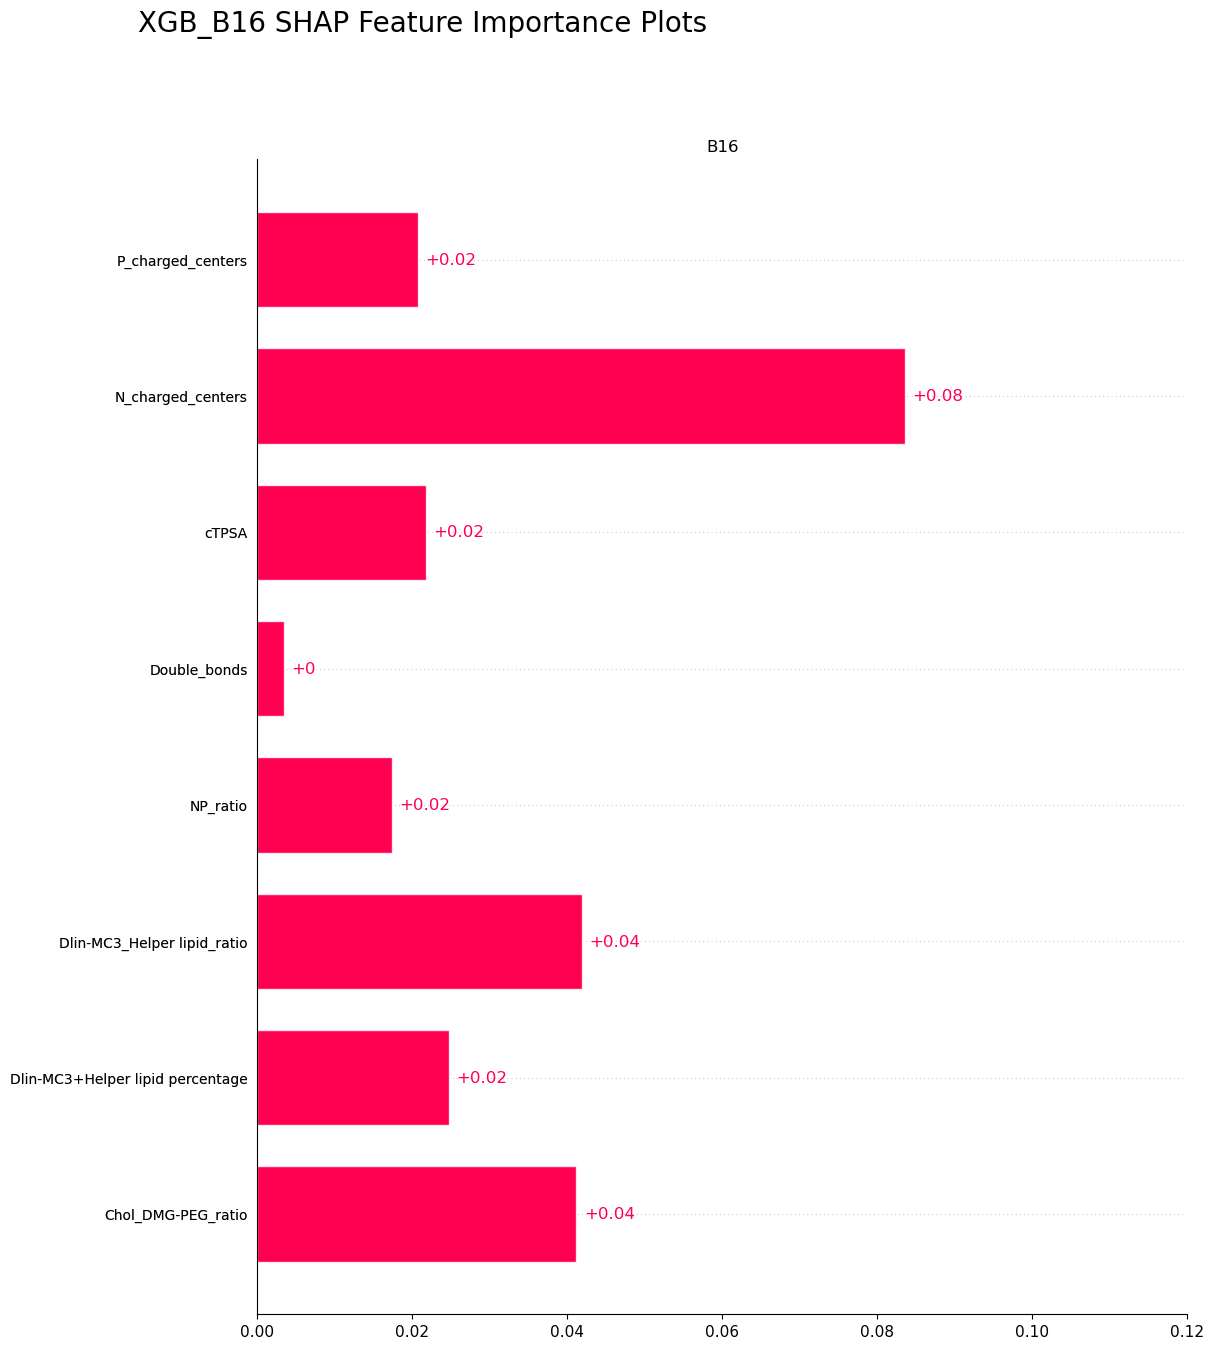 XGB_B16 SHAP Feature Importance Plots
B16
P_charged_centers
+0.02
N_charged_centers
+0.08
cTPSA
+0.02
Double_bonds
+0
NP_ratio
+0.02
Dlin-MC3_Helper lipid_ratio
+0.04
Dlin-MC3+Helper lipid percentage
+0.02
Chol_DMG-PEG_ratio
+0.04
0.00 0.02 0.04 0.06 0.08 0.10 0.12